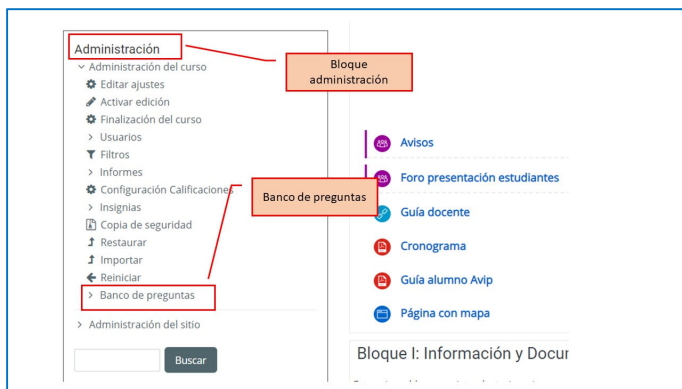 Administración
Administración del curso
Editar ajustes
Activar edición
Finalización del curso
Usuarios
Filtros
Informes
Configuración Calificaciones
Insignias
Copia de seguridad
Restaurar
Importar
Reiniciar
Banco de preguntas
Administración del sitio
Buscar
Bloque
administración
Banco de preguntas
Avisos
Foro presentación estudiantes
Guía docente
Cronograma
Guía alumno Avip
Página con mapa
Bloque I: Información y Docur